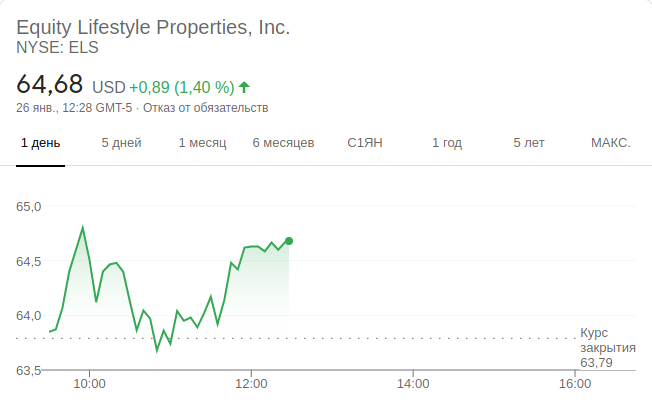 Equity Lifestyle Properties, Inc.
NYSE: ELS
64,68 USD +0,89 (1,40 %)
26 янв., 12:28 GMT-5 · Отказ от обязательств
1 день 5 дней 1 месяц 6 месяцев С1ЯН 1 год 5 лет МАКС.
65,0
64,5
64,0
Курс
закрытия
63,79
63,5
10:00 12:00 14:00 16:00